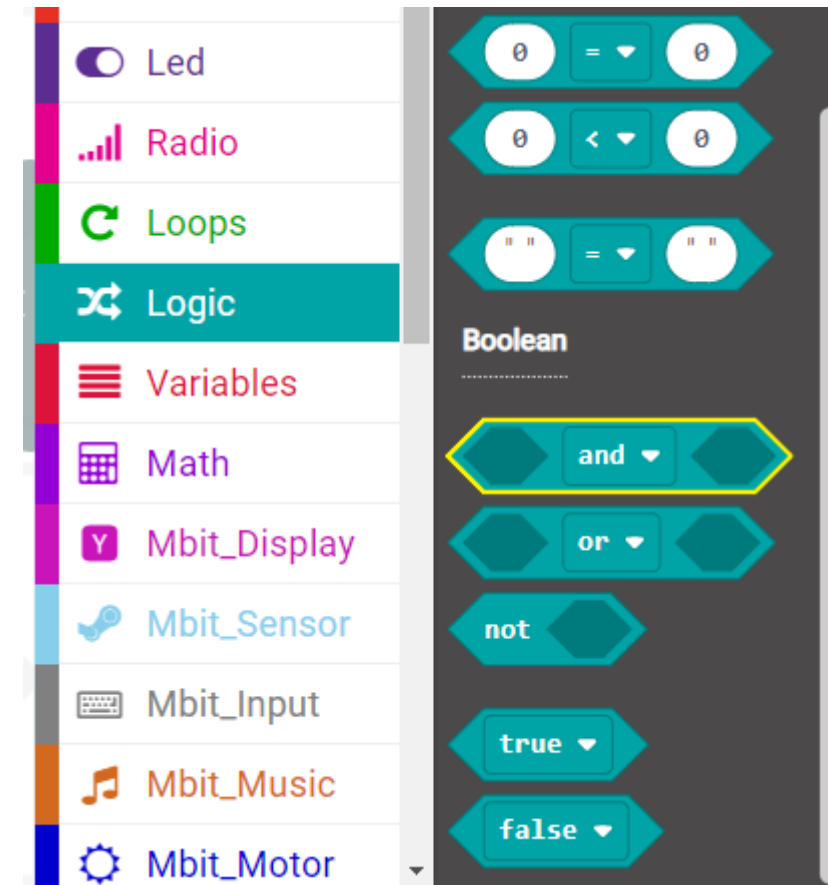 Led
Radio
Loops
Logic
Variables
Math
Y Mbit_Display
Mbit_Sensor
Mbit_Input
Mbit_Music
Mbit_Motor
0 = 0
0 < 0
" " = " "
Boolean
and
or
not
true
false